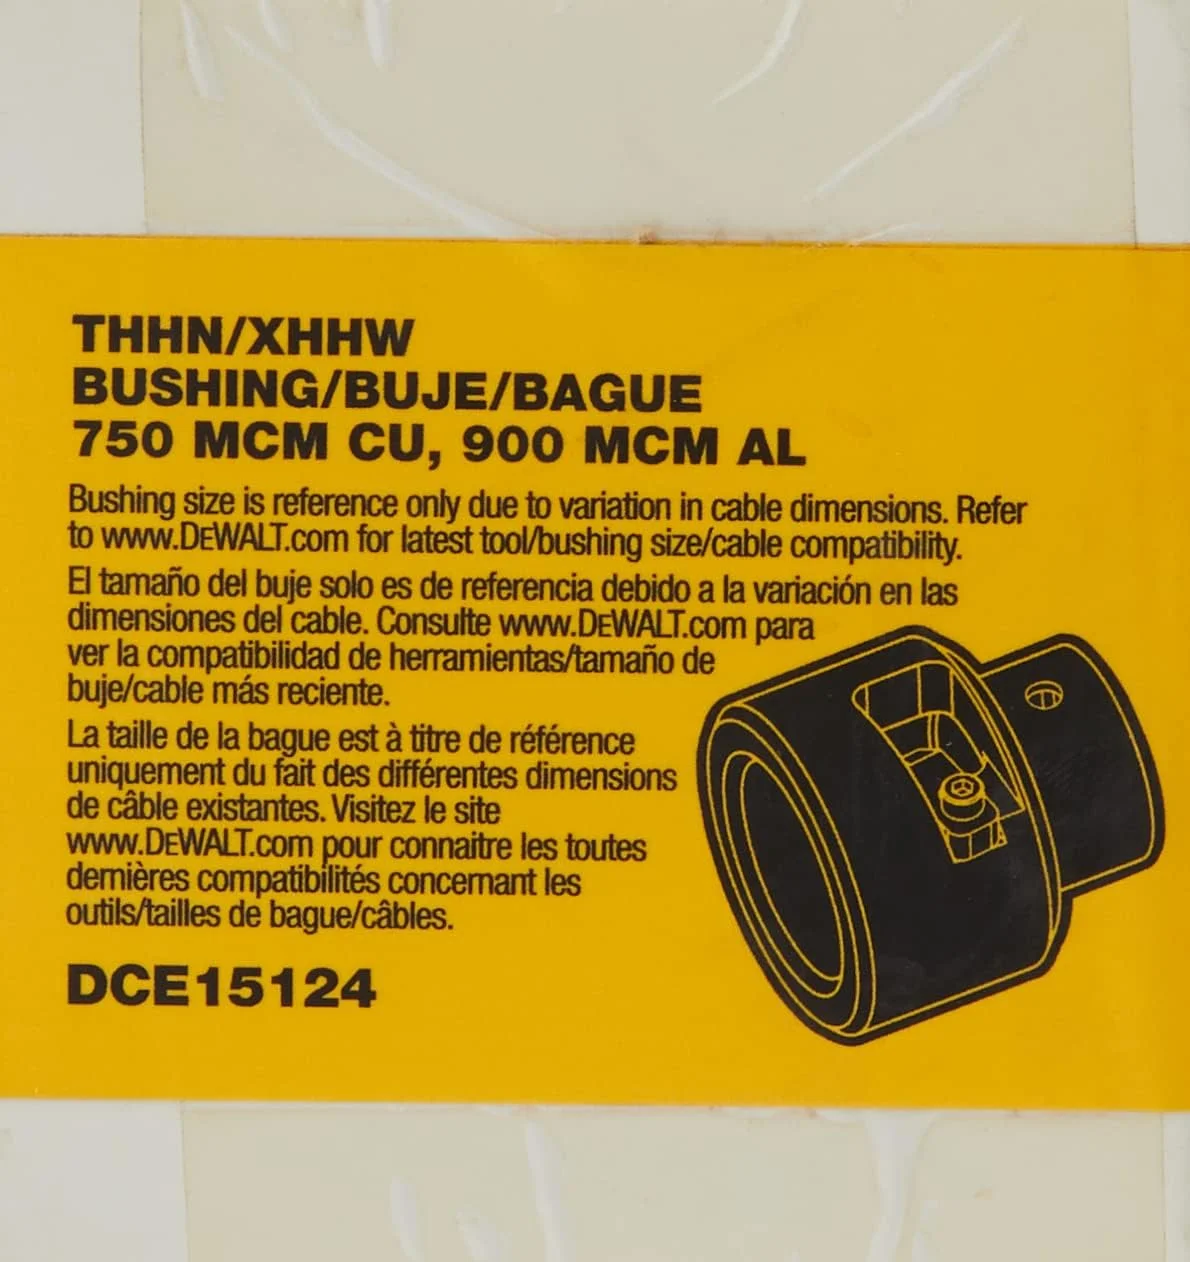 THHN/XHHW
BUSHING/BUJE/BAGUE
750 MCM CU, 900 MCM AL
Bushing size is reference only due to variation in cable dimensions. Refer
to www.DEWALT.com for latest tool/bushing size/cable compatibility.
El tamaño del buje solo es de referencia debido a la variación en las
dimensiones del cable. Consulte www.DEWALT.com para
ver la compatibilidad de herramientas/tamaño de
buje/cable más reciente.
La taille de la bague est à titre de référence
uniquement du fait des différentes dimensions
de câble existantes. Visitez le site
www.DEWALT.com pour connaitre les toutes
dernières compatibilités concernant les
outils/tailles de bague/câbles.
DCE15124